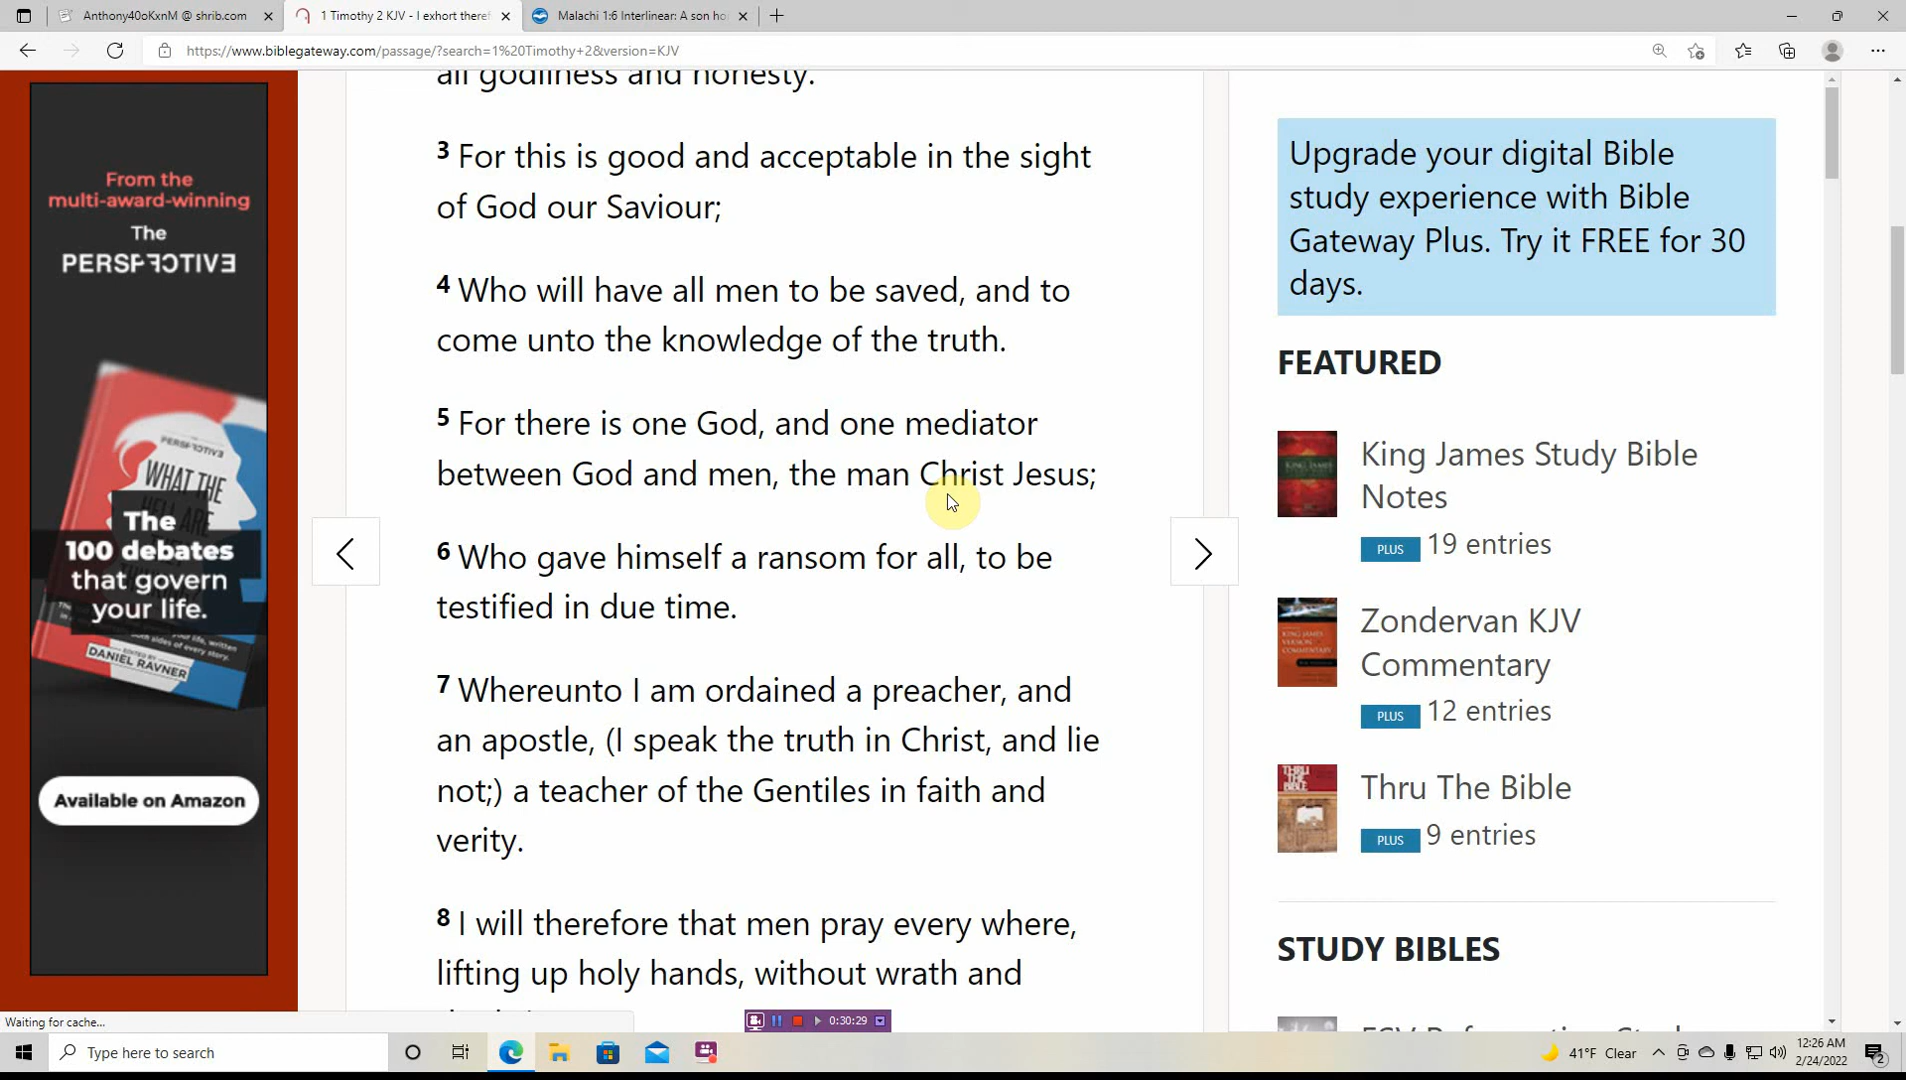 Anthony40oKxnM @ shrib.com
1 Timothy 2 KJV - I exhort theref
Malachi 1:6 Interlinear: A son ho
https://www.biblegateway.com/passage/?search=1%20Timothy+2&version=KJV
From the
multi-award-winning
The
PERSPECTIVE
WHAT THE
The
100 debates
that govern
your life.
EDITED BY
DANIEL RAVNER
Available on Amazon
all godliness and honesty.
3 For this is good and acceptable in the sight
of God our Saviour;
4 Who will have all men to be saved, and to
come unto the knowledge of the truth.
5 For there is one God, and one mediator
between God and men, the man Christ Jesus;
6 Who gave himself a ransom for all, to be
testified in due time.
7 Whereunto I am ordained a preacher, and
an apostle, (I speak the truth in Christ, and lie
not;) a teacher of the Gentiles in faith and
verity.
8 I will therefore that men pray every where,
lifting up holy hands, without wrath and
Upgrade your digital Bible
study experience with Bible
Gateway Plus. Try it FREE for 30
days.
FEATURED
King James Study Bible
Notes
PLUS 19 entries
Zondervan KJV
Commentary
PLUS 12 entries
Thru The Bible
PLUS 9 entries
STUDY BIBLES
Waiting for cache...
0:30:29
Type here to search
41°F Clear
12:26 AM
2/24/2022
2